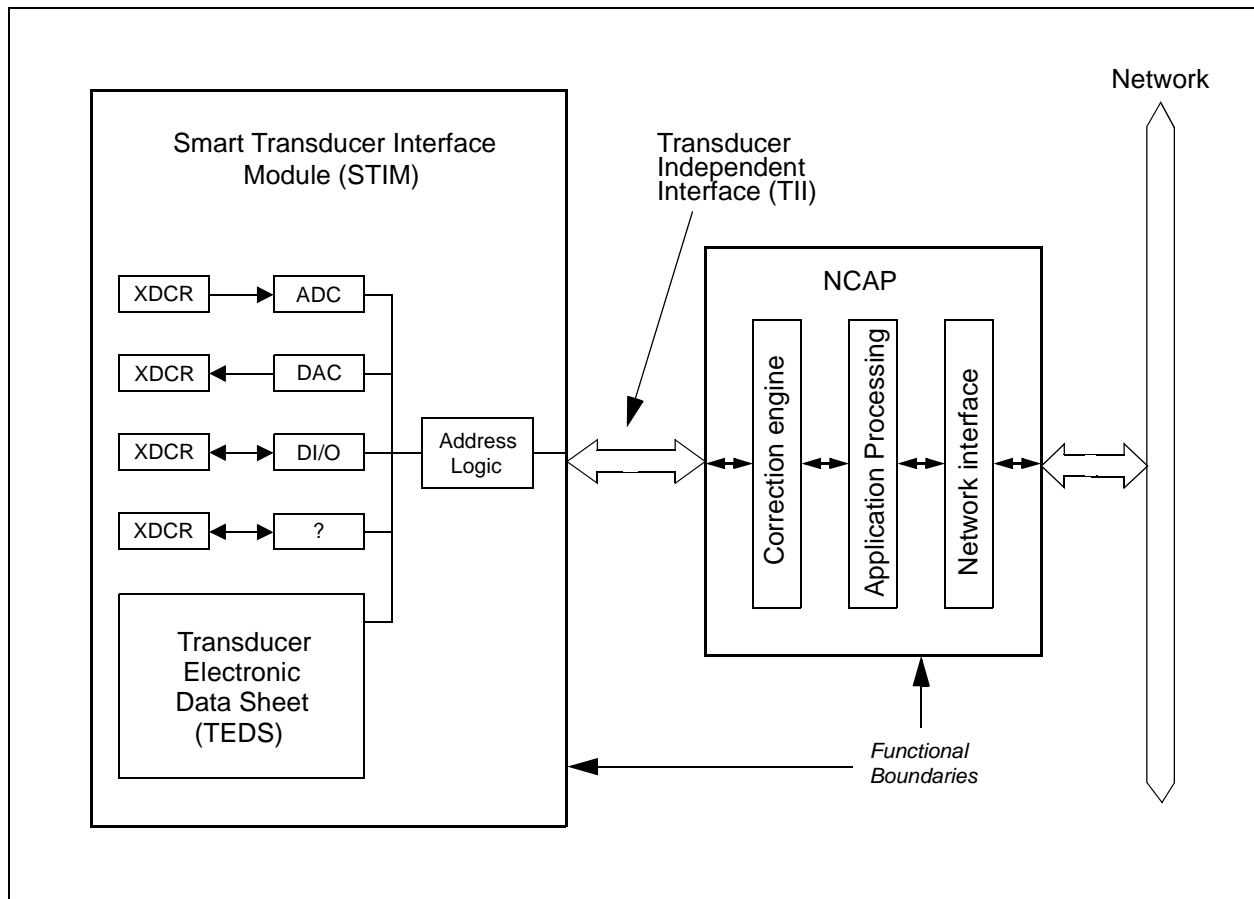 Network
Smart Transducer Interface
Module (STIM)
Transducer
Independent
Interface (TII)
NCAP
XDCR
ADC
XDCR
DAC
XDCR
DI/O
XDCR
?
Address
Logic
Correction engine
Application Processing
Network interface
Transducer
Electronic
Data Sheet
(TEDS)
Functional
Boundaries